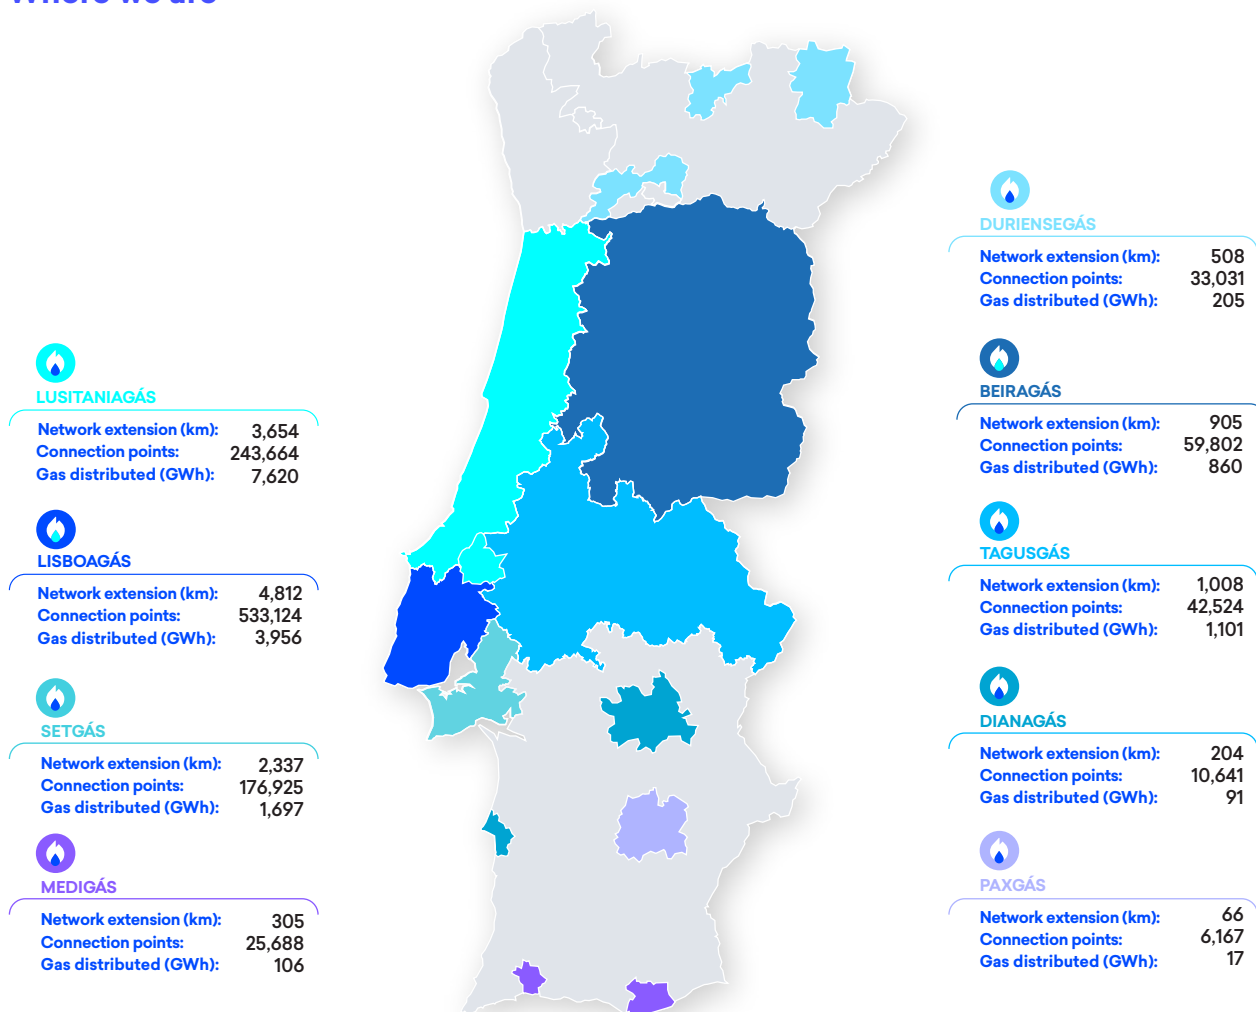 Where we are
LUSITANIAGÁS
Network extension (km): 3,654
Connection points: 243,664
Gas distributed (GWh): 7,620
LISBOAGÁS
Network extension (km): 4,812
Connection points: 533,124
Gas distributed (GWh): 3,956
SETGÁS
Network extension (km): 2,337
Connection points: 176,925
Gas distributed (GWh): 1,697
MEDIGÁS
Network extension (km): 305
Connection points: 25,688
Gas distributed (GWh): 106
DURIENSEGÁS
Network extension (km): 508
Connection points: 33,031
Gas distributed (GWh): 205
BEIRAGÁS
Network extension (km): 905
Connection points: 59,802
Gas distributed (GWh): 860
TAGUSGÁS
Network extension (km): 1,008
Connection points: 42,524
Gas distributed (GWh): 1,101
DIANAGÁS
Network extension (km): 204
Connection points: 10,641
Gas distributed (GWh): 91
PAXGÁS
Network extension (km): 66
Connection points: 6,167
Gas distributed (GWh): 17